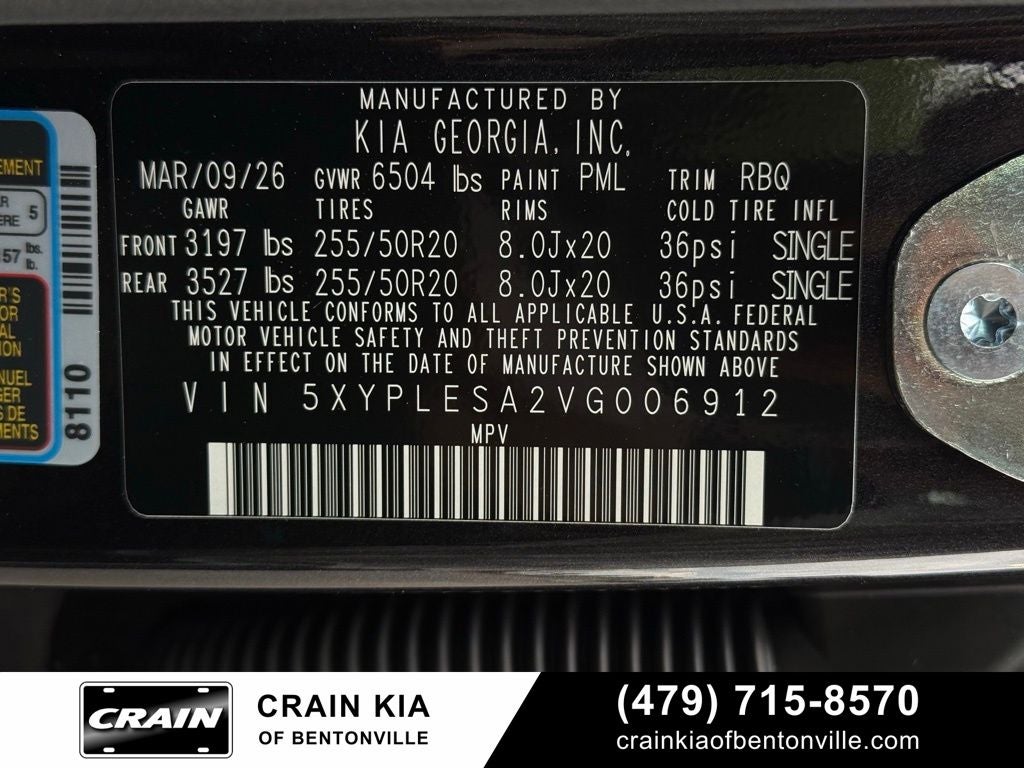 MANUFACTURED BY
KIA GEORGIA, INC.
MAR/09/26 GVWR 6504 lbs PAINT PML TRIM RBQ
GAWR TIRES RIMS COLD TIRE INFL
FRONT 3197 lbs 255/50R20 8.0Jx20 36psi SINGLE
REAR 3527 lbs 255/50R20 8.0Jx20 36psi SINGLE
THIS VEHICLE CONFORMS TO ALL APPLICABLE U.S.A. FEDERAL
MOTOR VEHICLE SAFETY AND THEFT PREVENTION STANDARDS
IN EFFECT ON THE DATE OF MANUFACTURE SHOWN ABOVE
VIN 5XYPLESA2VG006912
MPV
5
lbs.
lb.
8110
CRAIN
CRAIN KIA
OF BENTONVILLE
(479) 715-8570
crainkiaofbentonville.com